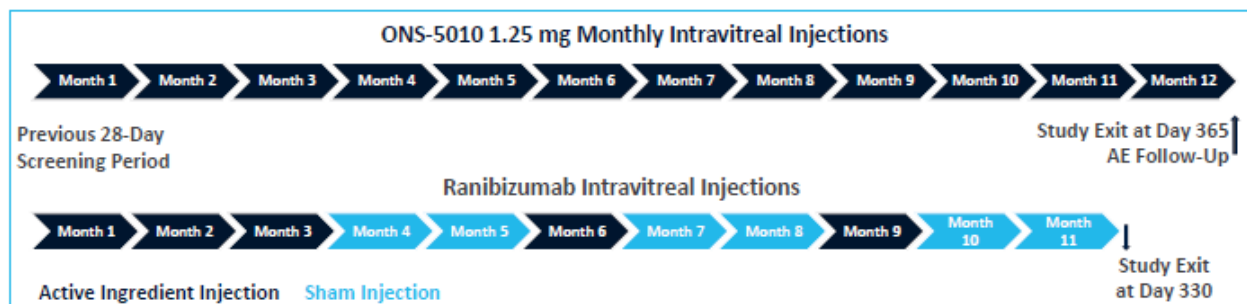 ONS-5010 1.25 mg Monthly Intravitreal Injections
Month 1 Month 2 Month 3 Month 4 Month 5 Month 6 Month 7 Month 8 Month 9 Month 10 Month 11 Month 12
Previous 28-Day
Screening Period
Study Exit at Day 365
AE Follow-Up
Ranibizumab Intravitreal Injections
Month 1 Month 2 Month 3 Month 4 Month 5 Month 6 Month 7 Month 8 Month 9 Month 10 Month 11
Study Exit
at Day 330
Active Ingredient Injection Sham Injection